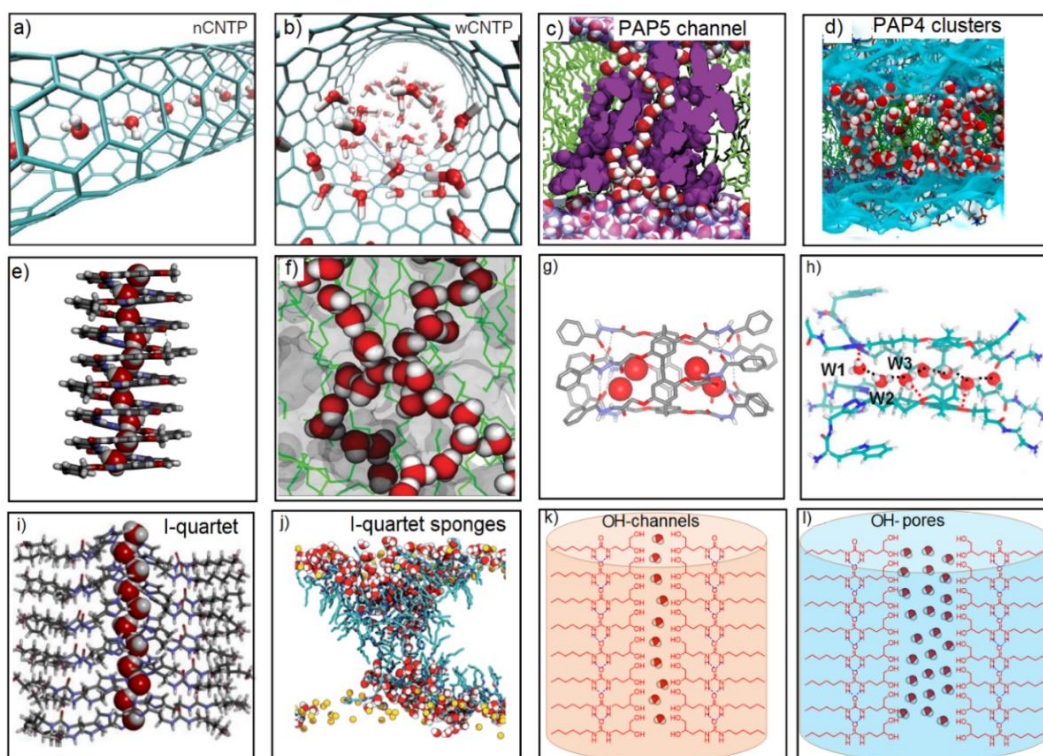 a) nCNTP
b) wCNTP
c) PAP5 channel
d) PAP4 clusters
e)
f)
g)
h)
W1
W3
W2
i) I-quartet
j) I-quartet sponges
k) OH-channels
l) OH- pores